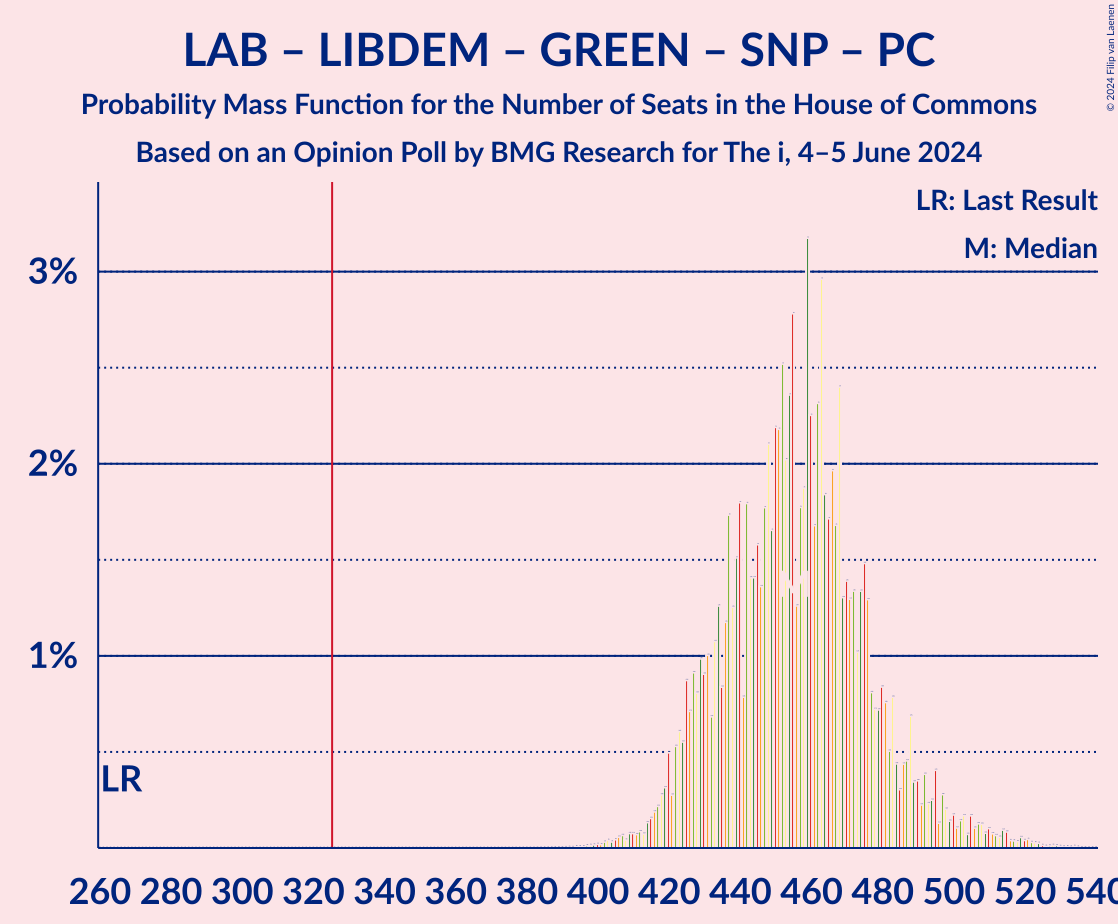 LAB – LIBDEM – GREEN – SNP – PC
Probability Mass Function for the Number of Seats in the House of Commons
Based on an Opinion Poll by BMG Research for The i, 4–5 June 2024
© 2024 Filip van Laenen
LR: Last Result
M: Median
3%
2%
1%
LR
260 280 300 320 340 360 380 400 420 440 460 480 500 520 540